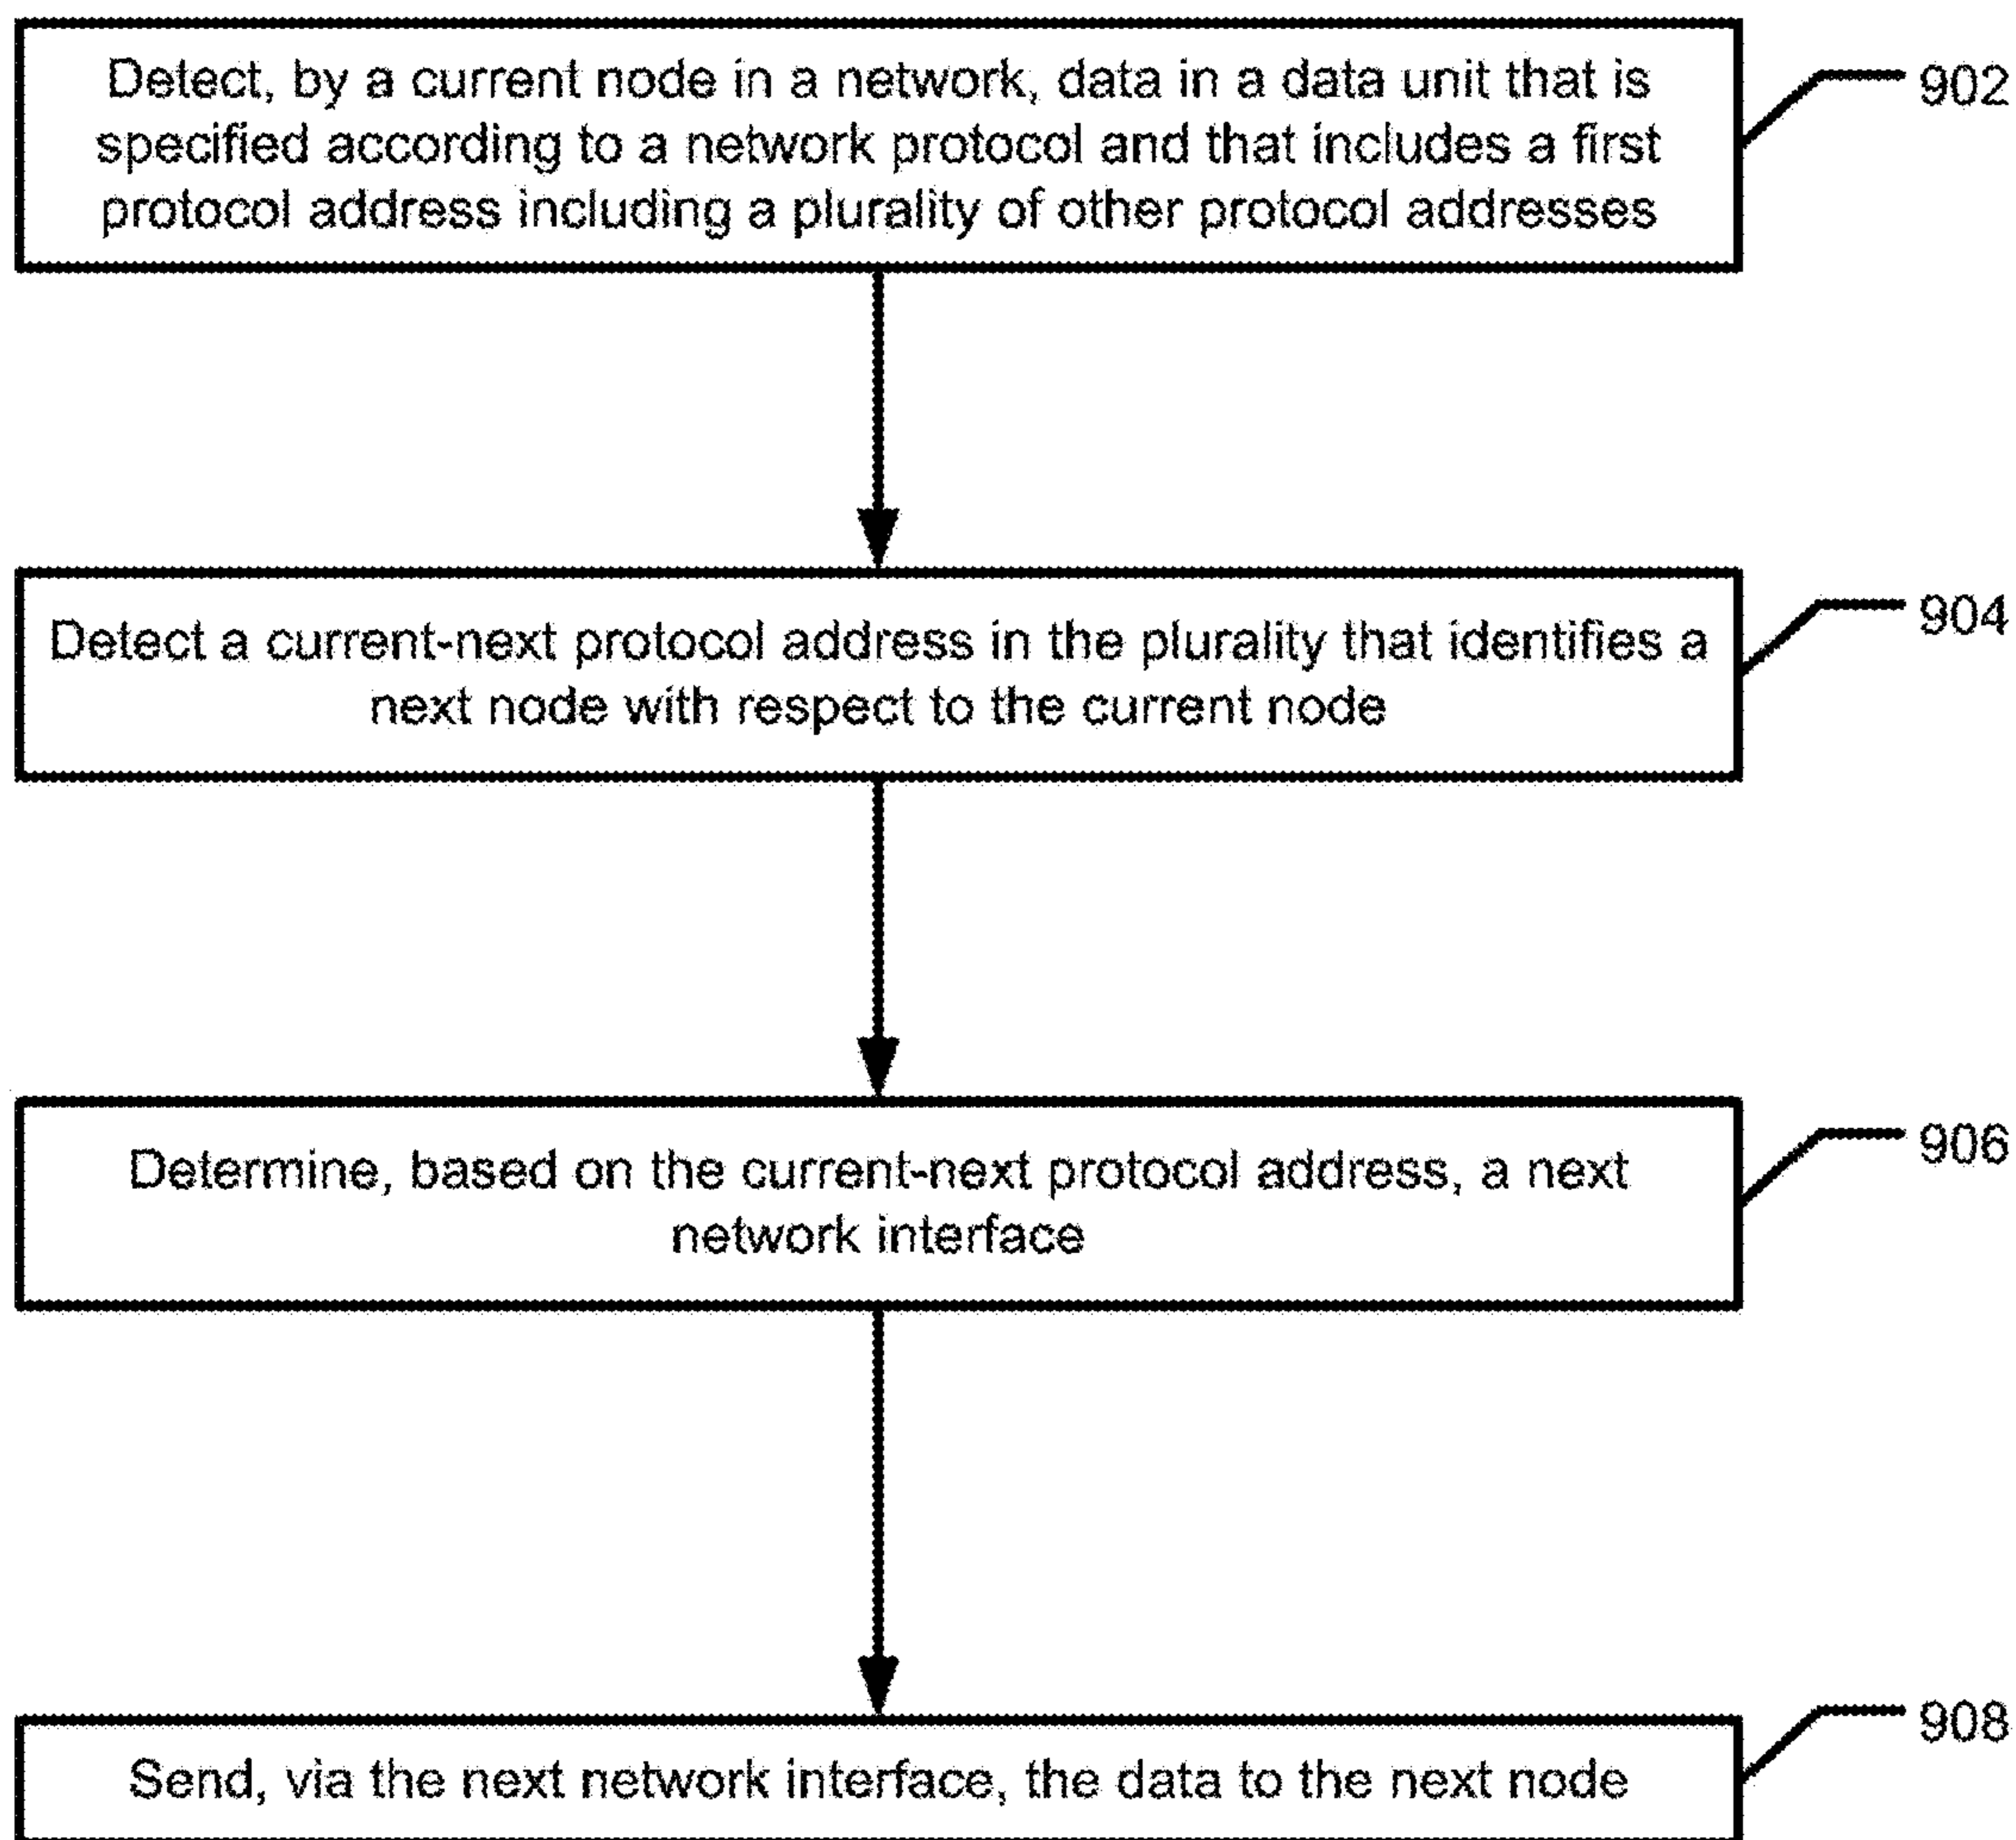 Detect, by a current node in a network, data in a data unit that is
specified according to a network protocol and that includes a first
protocol address including a plurality of other protocol addresses
902
Detect a current-next protocol address in the plurality that identifies a
next node with respect to the current node
904
Determine, based on the current-next protocol address, a next
network interface
906
Send, via the next network interface, the data to the next node
908